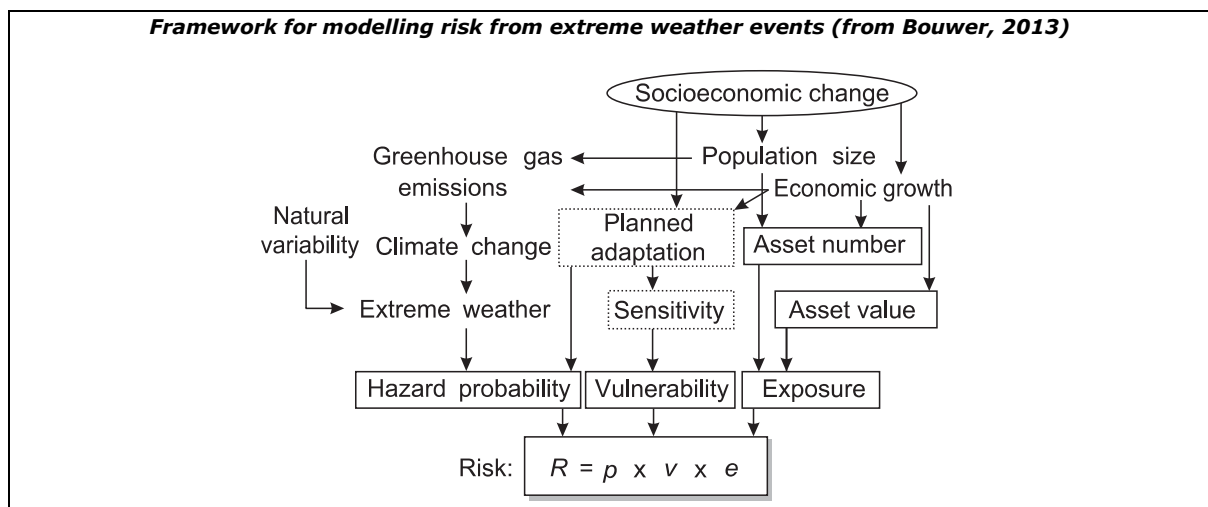 Framework for modelling risk from extreme weather events (from Bouwer, 2013)
Socioeconomic change
Greenhouse gas
emissions
Population size
Economic growth
Natural
variability
Climate change
Planned
adaptation
Asset number
Extreme weather
Sensitivity
Asset value
Hazard probability
Vulnerability
Exposure
Risk: R = p x v x e